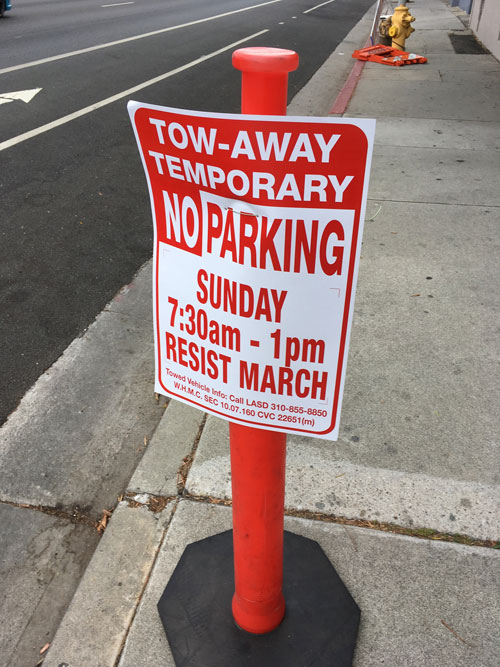 TOW-AWAY
TEMPORARY
NO PARKING
SUNDAY
7:30am - 1pm
RESIST MARCH
Towed Vehicle Info: Call LASD 310-855-8850
W.H.M.C. SEC 10.07.160 CVC 22651(m)